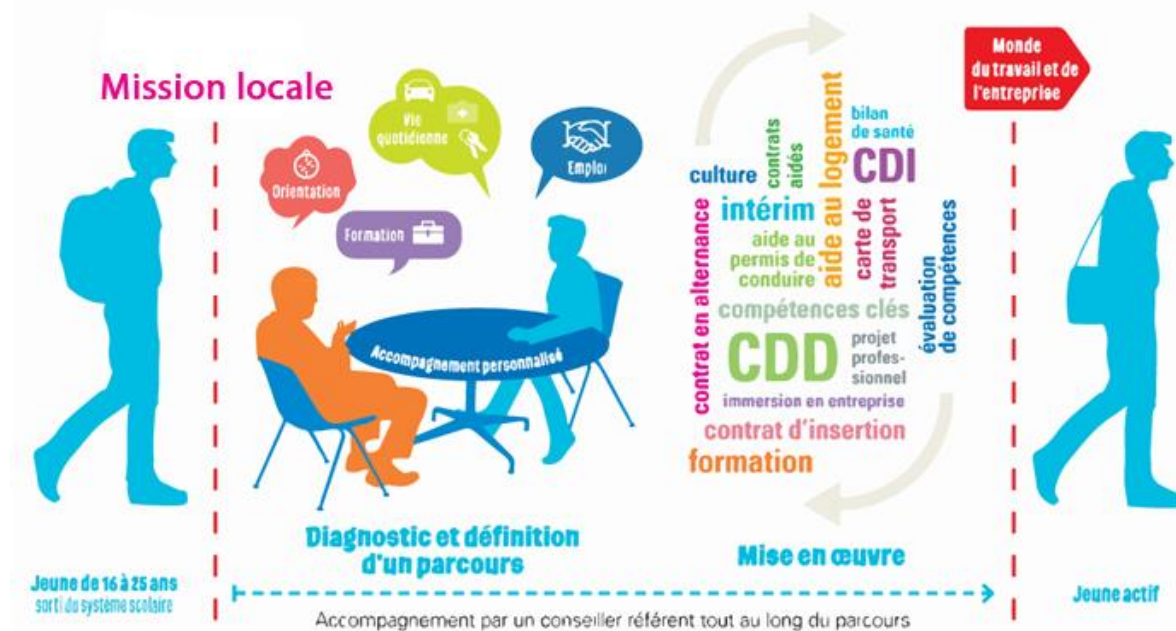 Mission locale
Orientation
Vie
quotidienne
Formation
Emploi
Accompagnement personnalisé
Monde
du travail et de
l'entreprise
culture
contrats
aidés
aide au logement
bilan
de santé
CDI
intérim
contrat en alternance
aide au
permis de
conduire
carte de
transport
évaluation
de compétences
compétences clés
CDD
projet
profes-
sionnel
immersion en entreprise
contrat d'insertion
formation
Diagnostic et définition
d'un parcours
Mise en œuvre
Jeune de 16 à 25 ans
sorti du système scolaire
Jeune actif
Accompagnement par un conseiller référent tout au long du parcours